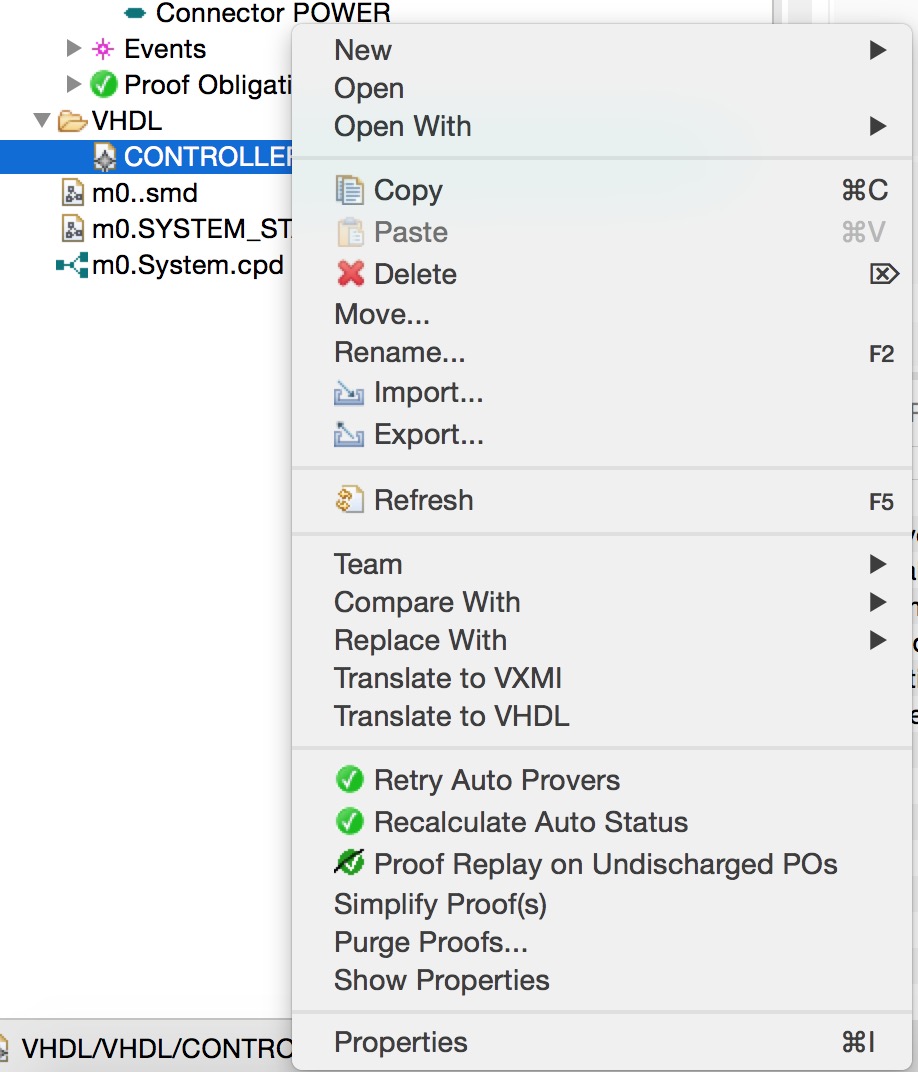 Connector POWER
Events
Proof Obligati
VHDL
CONTROLLER
m0..smd
m0.SYSTEM_ST
m0.System.cpd
New
Open
Open With
Copy ⌘C
Paste ⌘V
Delete ⌦
Move...
Rename... F2
Import...
Export...
Refresh F5
Team
Compare With
Replace With
Translate to VXMI
Translate to VHDL
Retry Auto Provers
Recalculate Auto Status
Proof Replay on Undischarged POs
Simplify Proof(s)
Purge Proofs...
Show Properties
Properties ⌘I
VHDL/VHDL/CONTRO